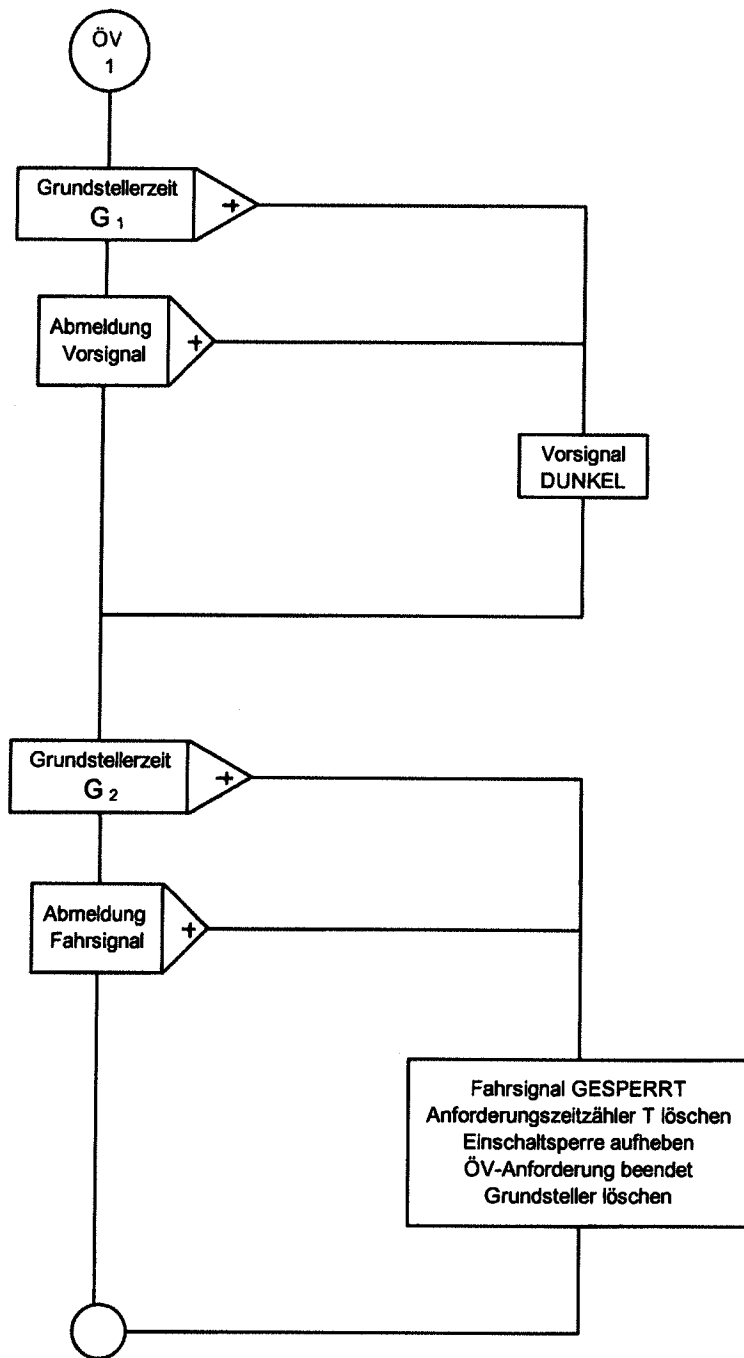 ÖV
1
Grundstellerzeit
G 1
+
Abmeldung
Vorsignal
+
Vorsignal
DUNKEL
Grundstellerzeit
G 2
+
Abmeldung
Fahrsignal
+
Fahrsignal GESPERRT
Anforderungszeitzähler T löschen
Einschaltsperre aufheben
ÖV-Anforderung beendet
Grundsteller löschen